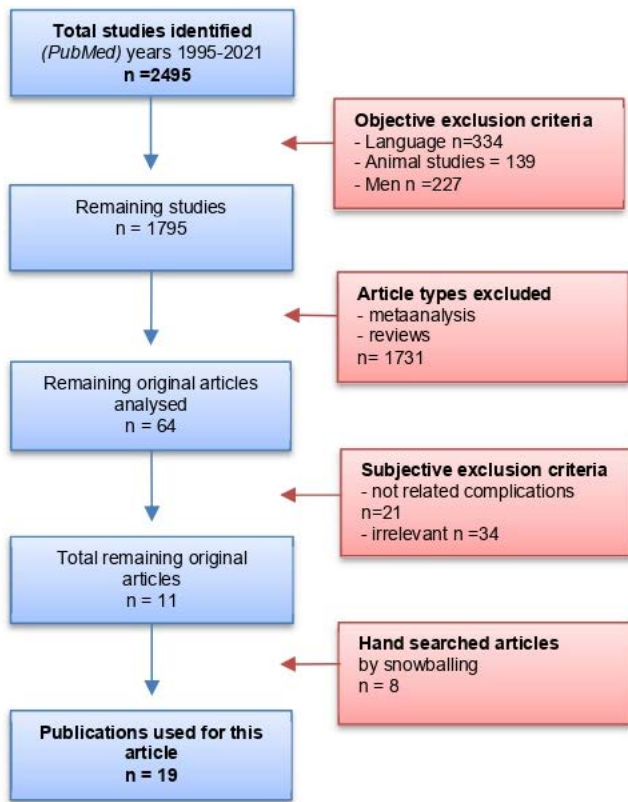 Total studies identified
(PubMed) years 1995-2021
n =2495
Objective exclusion criteria
- Language n=334
- Animal studies = 139
- Men n =227
Remaining studies
n = 1795
Article types excluded
- metaanalysis
- reviews
n= 1731
Remaining original articles
analysed
n = 64
Subjective exclusion criteria
- not related complications
n=21
- irrelevant n =34
Total remaining original
articles
n = 11
Hand searched articles
by snowballing
n = 8
Publications used for this
article
n = 19